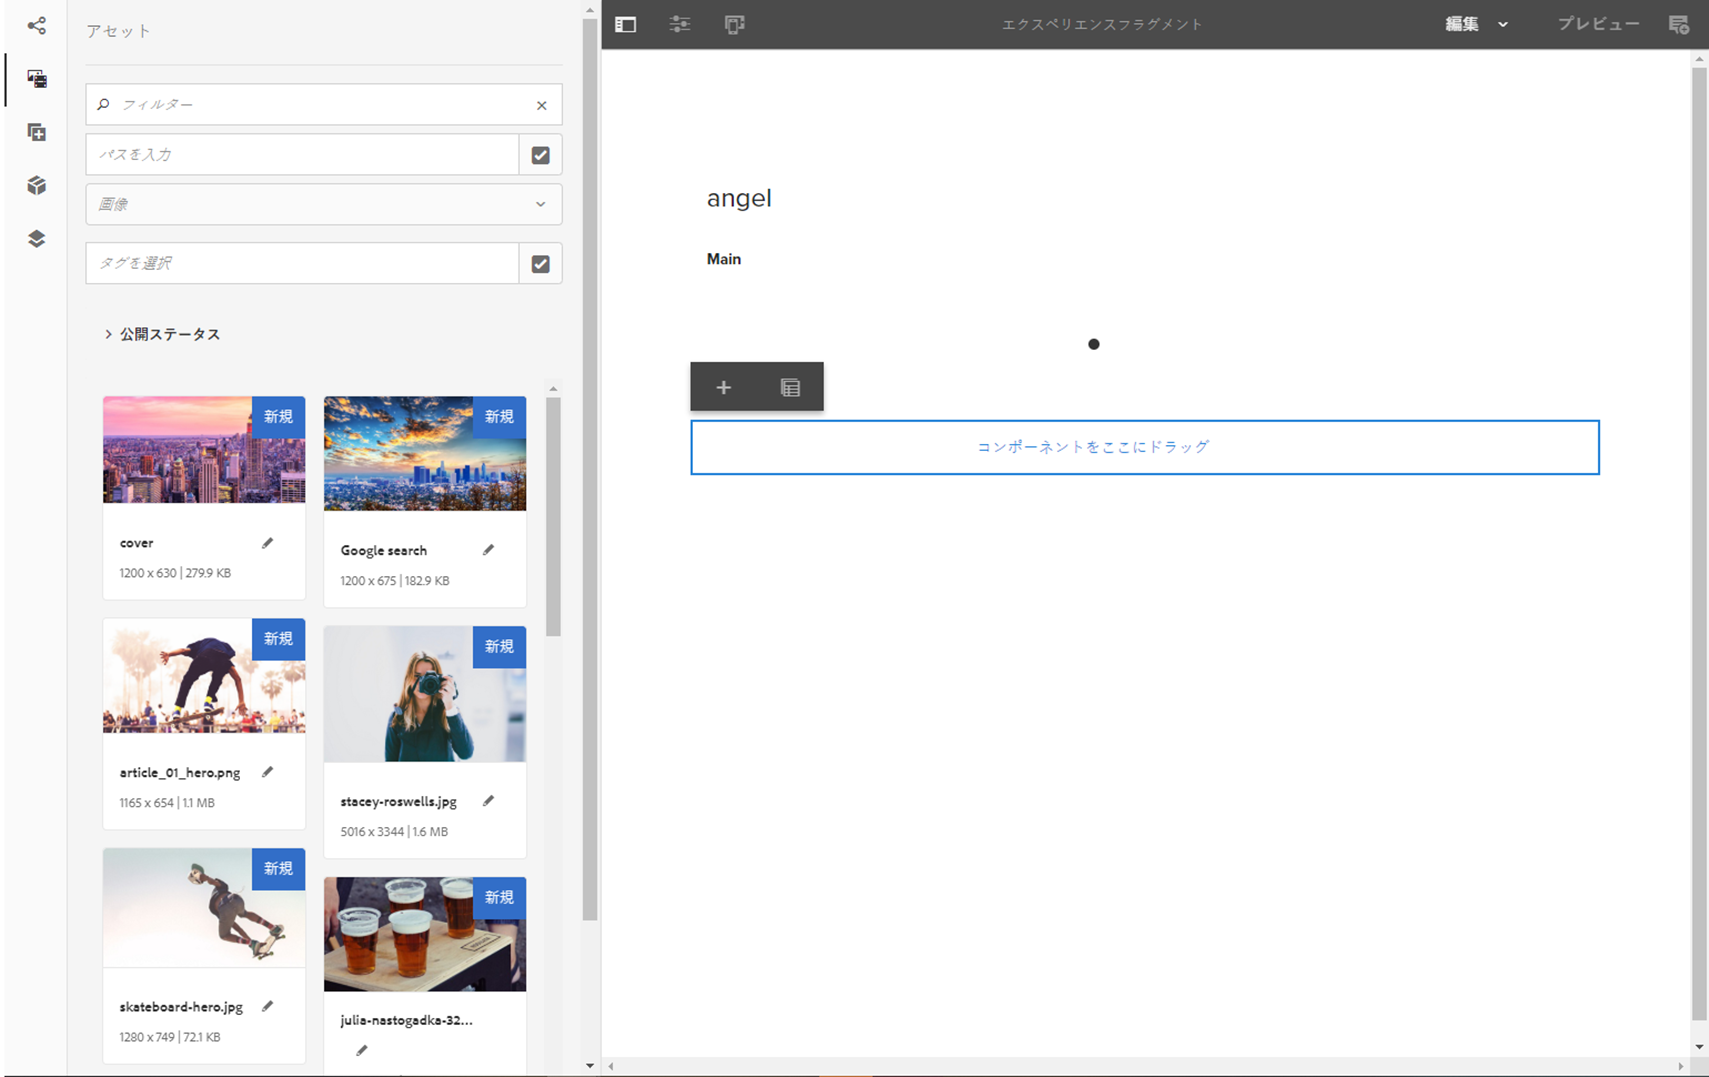 アセット
フィルター
パスを入力
画像
タグを選択
公開ステータス
新規
cover
1200 x 630 | 279.9 KB
新規
Google search
1200 x 675 | 182.9 KB
新規
article_01_hero.png
1165 x 654 | 1.1 MB
新規
stacey-roswells.jpg
5016 x 3344 | 1.6 MB
新規
skateboard-hero.jpg
1280 x 749 | 72.1 KB
新規
julia-nastogadka-32...
エクスペリエンスフラグメント
編集
プレビュー
angel
Main
コンポーネントをここにドラッグ